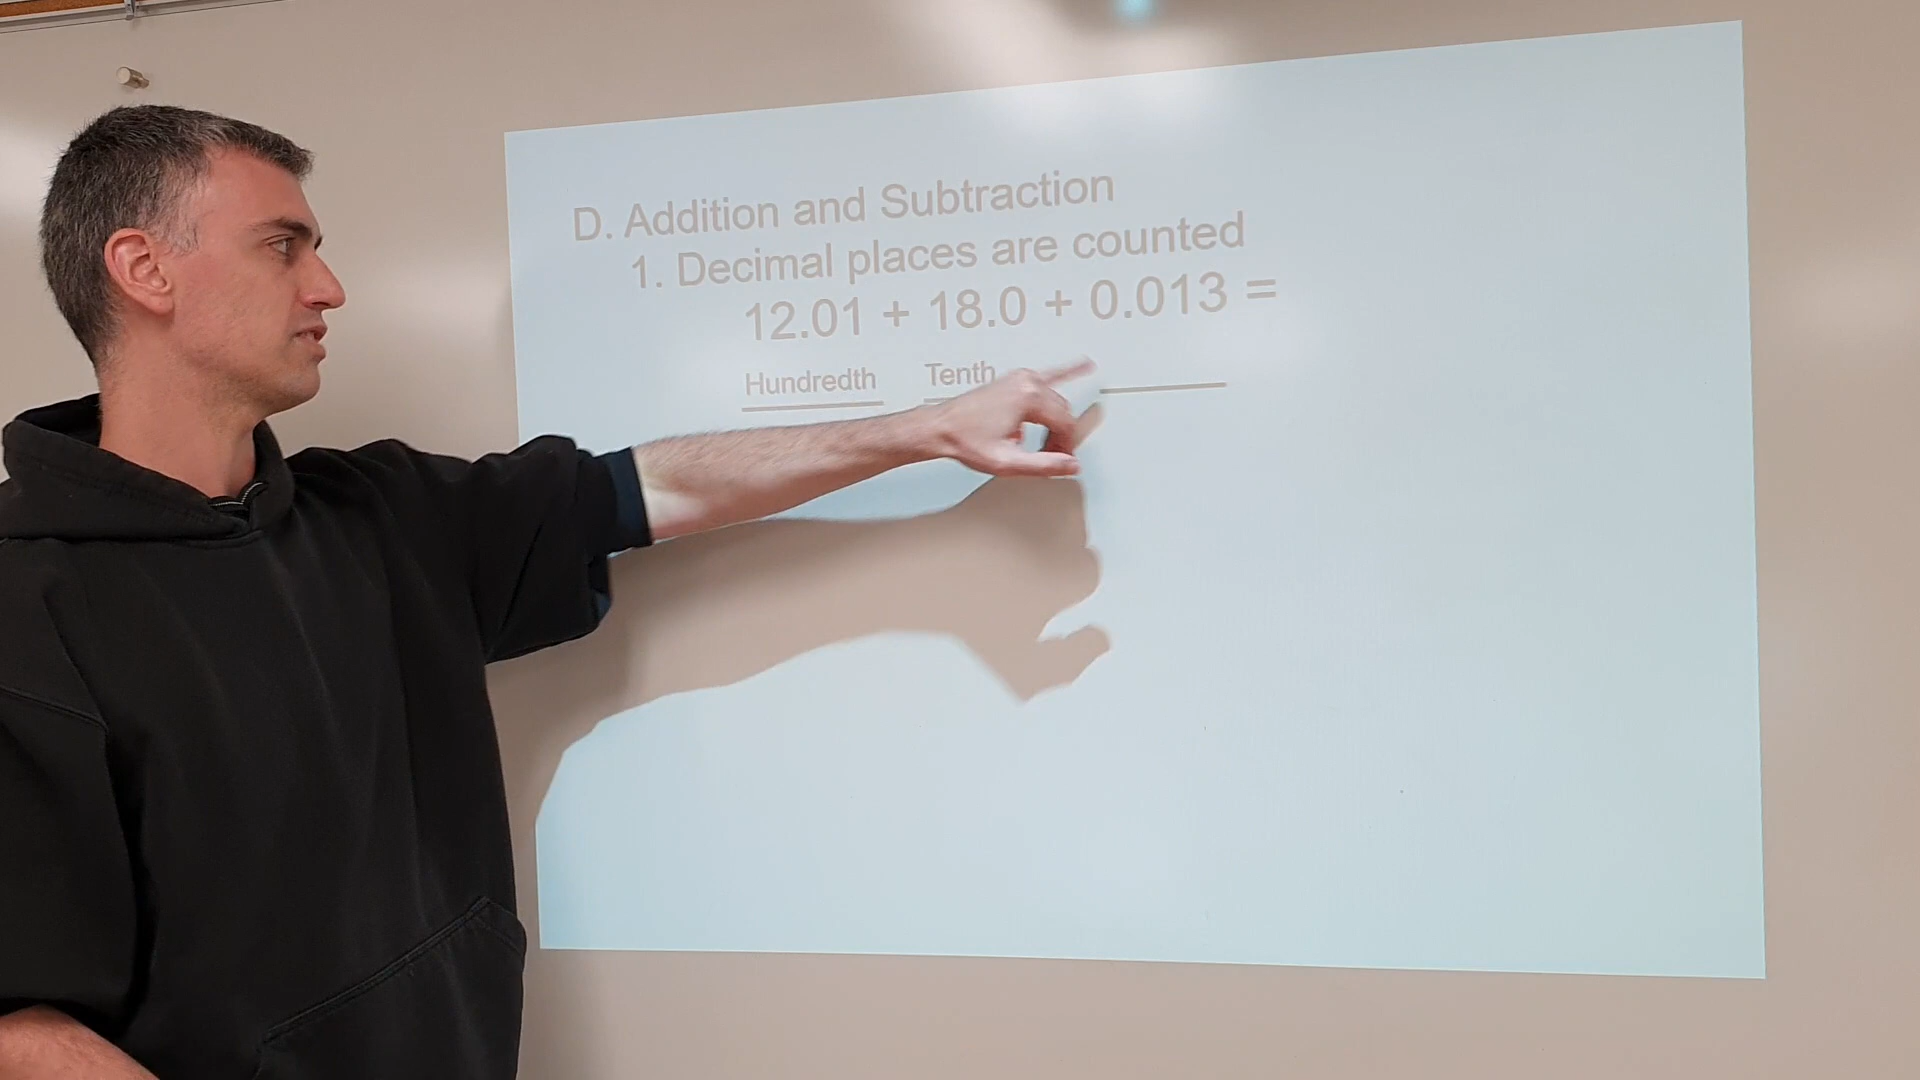 D. Addition and Subtraction
1. Decimal places are counted
12.01 + 18.0 + 0.013 =
Hundredth Tenth